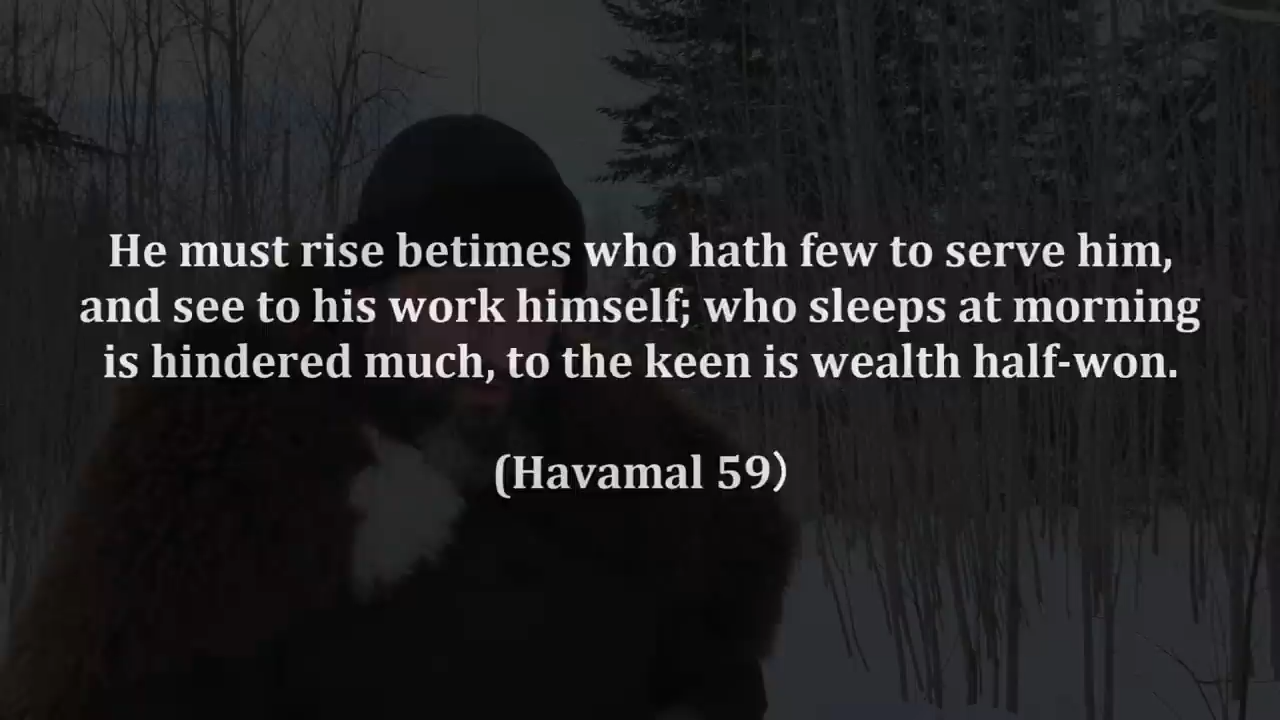 He must rise betimes who hath few to serve him,
and see to his work himself; who sleeps at morning
is hindered much, to the keen is wealth half-won.
(Havamal 59)